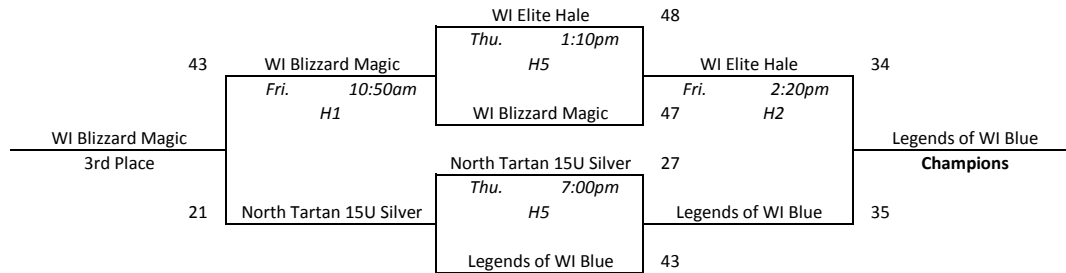 WI Elite Hale 48
Thu. 1:10pm
43 WI Blizzard Magic H5 WI Elite Hale 34
Fri. 10:50am Fri. 2:20pm
H1 WI Blizzard Magic 47 H2
WI Blizzard Magic Legends of WI Blue
3rd Place North Tartan 15U Silver 27 Champions
Thu. 7:00pm
21 North Tartan 15U Silver H5 Legends of WI Blue 35
Legends of WI Blue 43